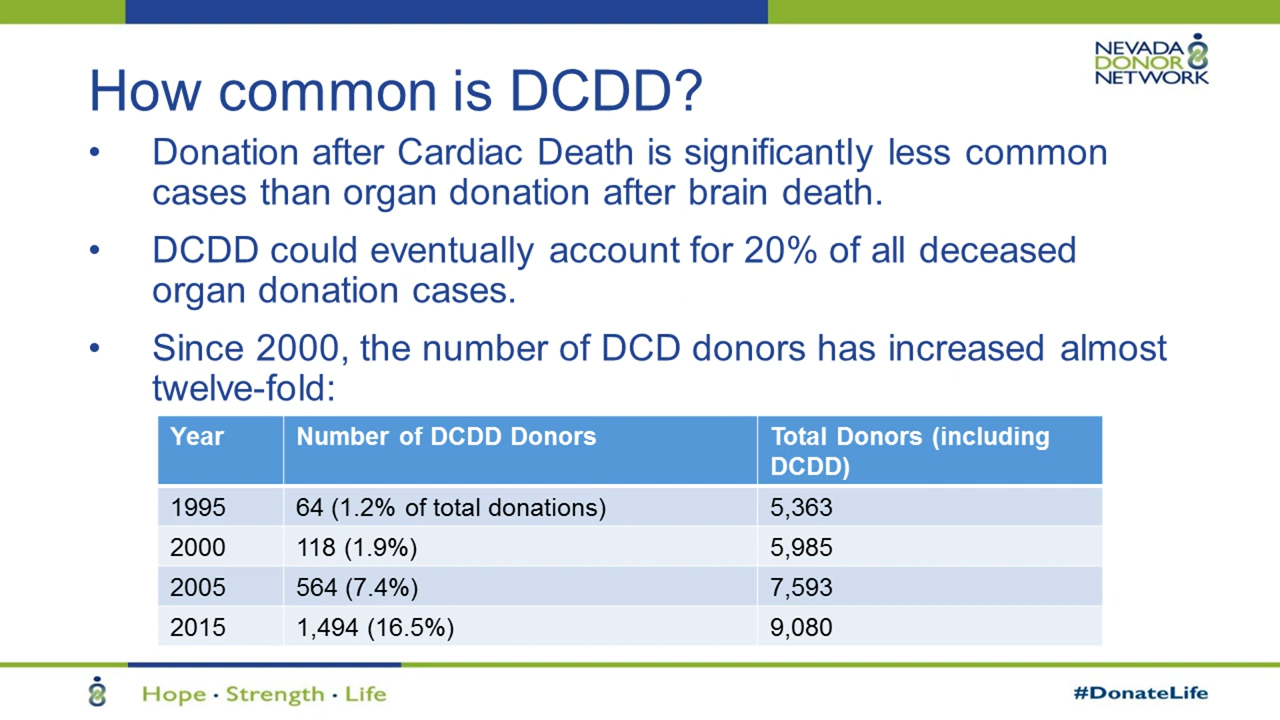 NEVADA
DONOR
NETWORK
How common is DCDD?
• Donation after Cardiac Death is significantly less common
cases than organ donation after brain death.
• DCDD could eventually account for 20% of all deceased
organ donation cases.
• Since 2000, the number of DCD donors has increased almost
twelve-fold:
Year Number of DCDD Donors Total Donors (including
DCDD)
1995 64 (1.2% of total donations) 5,363
2000 118 (1.9%) 5,985
2005 564 (7.4%) 7,593
2015 1,494 (16.5%) 9,080
Hope · Strength · Life #DonateLife